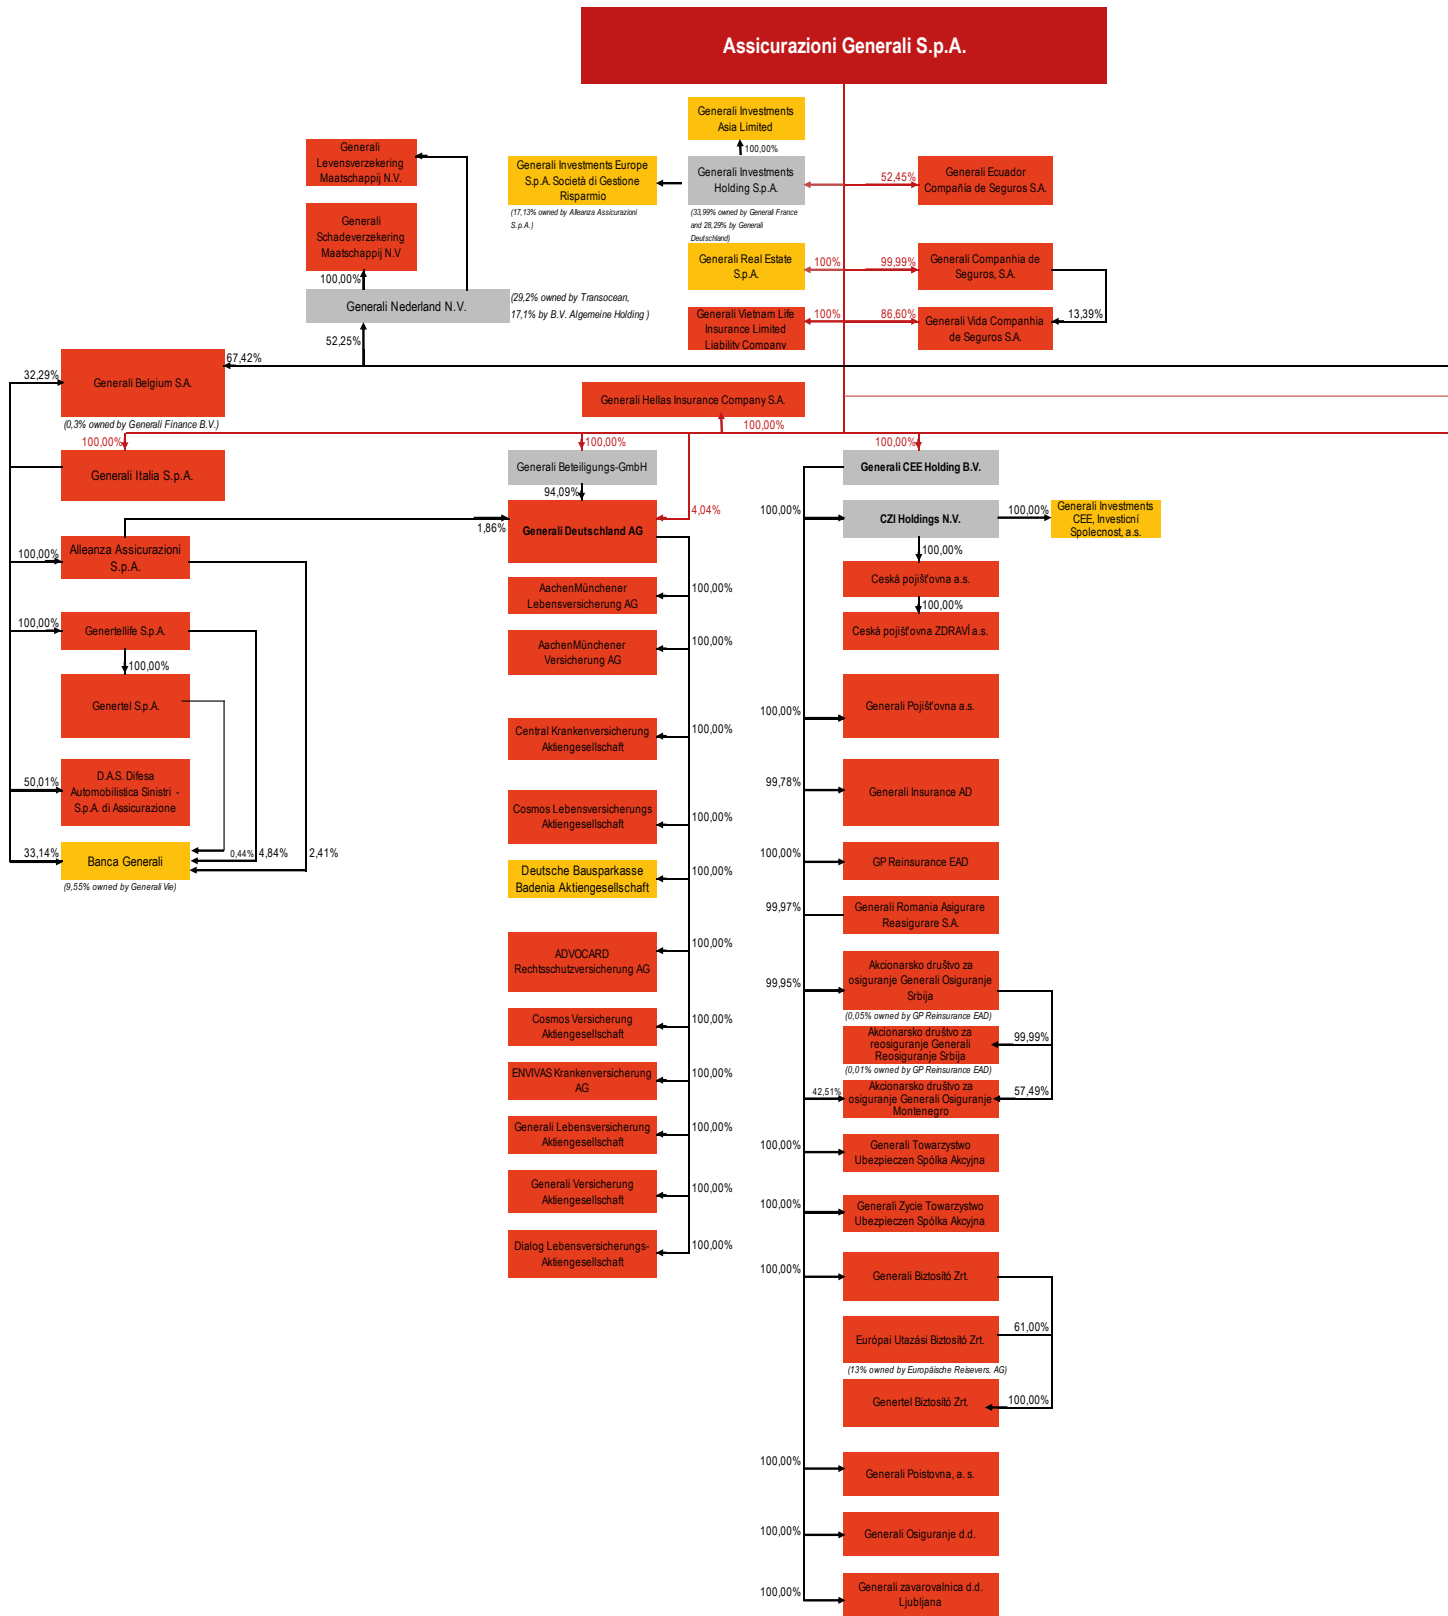 Assicurazioni Generali S.p.A.
Generali Investments
Asia Limited
100,00%
Generali
Levensverzekering
Maatschappij N.V.
Generali Investments Europe
S.p.A. Società di Gestione
Risparmio
(17,13% owned by Alleanza Assicurazioni
S.p.A.)
Generali Investments
Holding S.p.A.
(33,99% owned by Generali France
and 28,29% by Generali
Deutschland)
52,45%
Generali Ecuador
Compañía de Seguros S.A.
Generali
Schadeverzekering
Maatschappij N.V
100,00%
Generali Real Estate
S.p.A.
100%
99,99%
Generali Companhia de
Seguros, S.A.
Generali Nederland N.V.
(29,2% owned by Transocean,
17,1% by B.V. Algemeine Holding )
52,25%
Generali Vietnam Life
Insurance Limited
Liability Company
100%
86,60%
Generali Vida Companhia
de Seguros S.A.
13,39%
67,42%
32,29%
Generali Belgium S.A.
(0,3% owned by Generali Finance B.V.)
Generali Hellas Insurance Company S.A.
100,00%
100,00%
Generali Italia S.p.A.
100,00%
Generali Beteiligungs-GmbH
94,09%
100,00%
Generali CEE Holding B.V.
1,86%
Generali Deutschland AG
4,04%
100,00%
CZI Holdings N.V.
100,00%
Generali Investments
CEE, Investicní
Spolecnost, a.s.
100,00%
Ceská pojišťovna a.s.
100,00%
Ceská pojišťovna ZDRAVÍ a.s.
100,00%
Alleanza Assicurazioni
S.p.A.
100,00%
Genertellife S.p.A.
100,00%
Genertel S.p.A.
50,01%
D.A.S. Difesa
Automobilistica Sinistri -
S.p.A. di Assicurazione
33,14%
Banca Generali
0,44%
4,84%
2,41%
(9,55% owned by Generali Vie)
AachenMünchener
Lebensversicherung AG
100,00%
AachenMünchener
Versicherung AG
100,00%
Central Krankenversicherung
Aktiengesellschaft
100,00%
Cosmos Lebensversicherungs
Aktiengesellschaft
100,00%
Deutsche Bausparkasse
Badenia Aktiengesellschaft
100,00%
ADVOCARD
Rechtsschutzversicherung AG
100,00%
Cosmos Versicherung
Aktiengesellschaft
100,00%
ENVIVAS Krankenversicherung
AG
100,00%
Generali Lebensversicherung
Aktiengesellschaft
100,00%
Generali Versicherung
Aktiengesellschaft
100,00%
Dialog Lebensversicherungs-
Aktiengesellschaft
100,00%
100,00%
Generali Pojišťovna a.s.
99,78%
Generali Insurance AD
100,00%
GP Reinsurance EAD
99,97%
Generali Romania Asigurare
Reasigurare S.A.
99,95%
Akcionarsko društvo za
osiguranje Generali Osiguranje
Srbija
(0,05% owned by GP Reinsurance EAD)
Akcionarsko društvo za
reosiguranje Generali
Reosiguranje Srbija
99,99%
(0,01% owned by GP Reinsurance EAD)
42,51%
Akcionarsko društvo za
osiguranje Generali Osiguranje
Montenegro
57,49%
100,00%
Generali Towarzystwo
Ubezpieczen Spólka Akcyjna
100,00%
Generali Zycie Towarzystwo
Ubezpieczen Spólka Akcyjna
100,00%
Generali Biztosító Zrt.
Európai Utazási Biztosító Zrt.
61,00%
(13% owned by Europäische Reisevers. AG)
Genertel Biztosító Zrt.
100,00%
100,00%
Generali Poistovna, a. s.
100,00%
Generali Osiguranje d.d.
100,00%
Generali zavarovalnica d.d.
Ljubljana